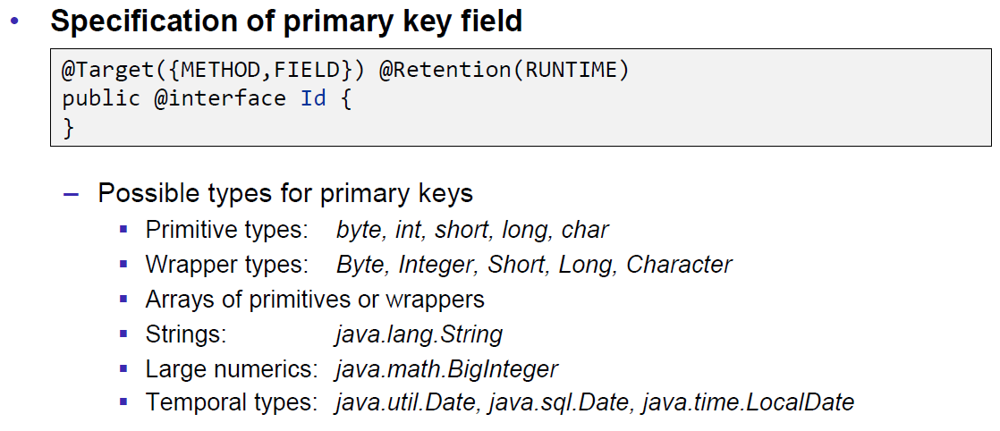 • Specification of primary key field
@Target({METHOD,FIELD}) @Retention(RUNTIME)
public @interface Id {
}
– Possible types for primary keys
▪ Primitive types: byte, int, short, long, char
▪ Wrapper types: Byte, Integer, Short, Long, Character
▪ Arrays of primitives or wrappers
▪ Strings: java.lang.String
▪ Large numerics: java.math.BigInteger
▪ Temporal types: java.util.Date, java.sql.Date, java.time.LocalDate